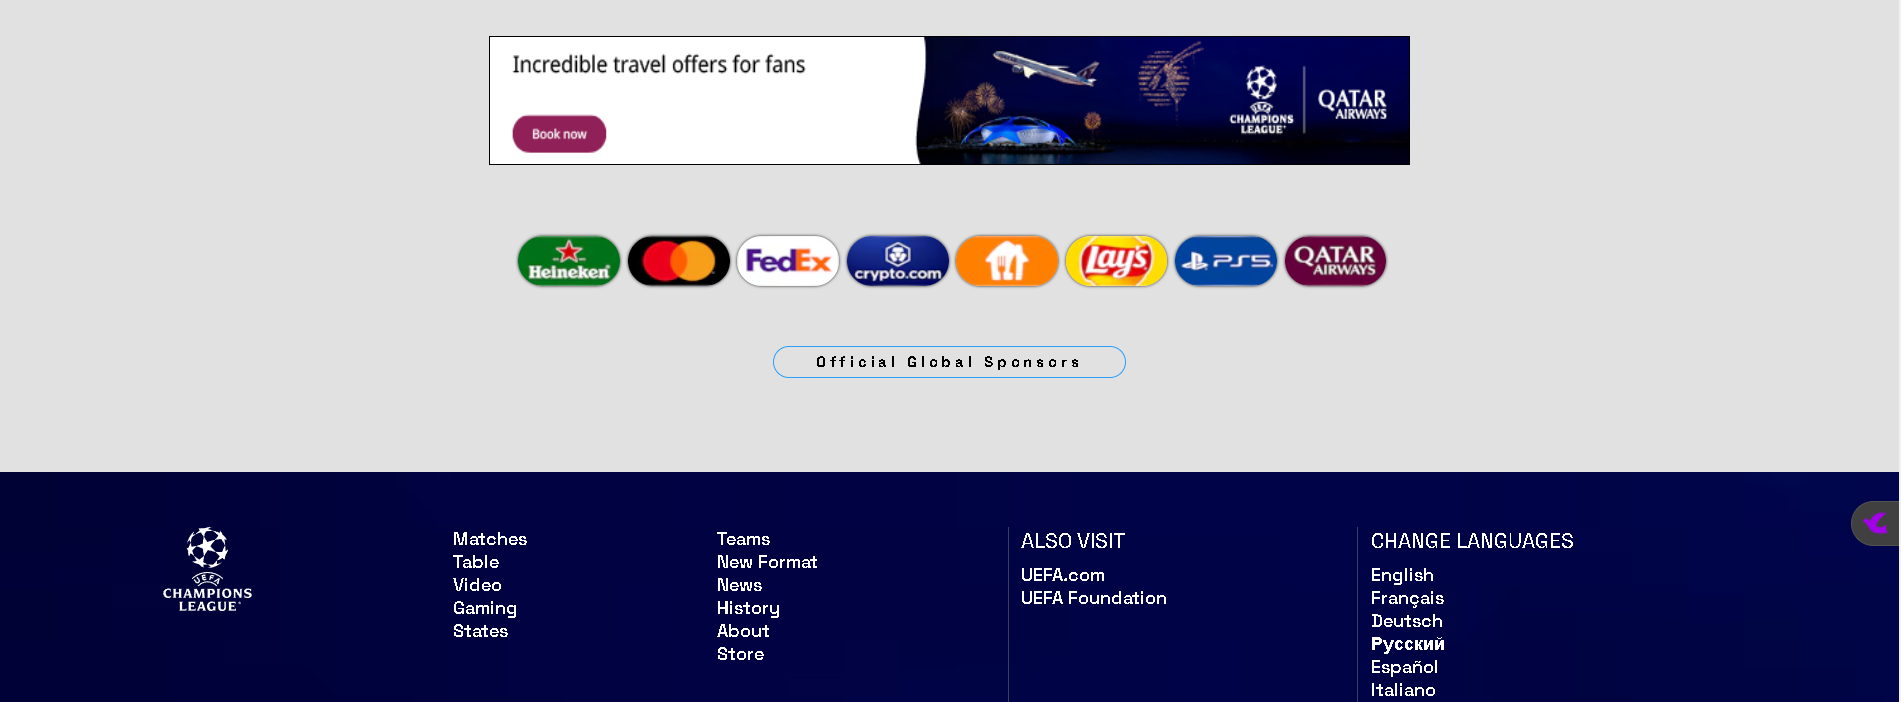 Incredible travel offers for fans
Book now
UEFA
CHAMPIONS
LEAGUE
QATAR
AIRWAYS
Heineken
FedEx
crypto.com
Lay's
PS5
QATAR
AIRWAYS
Official Global Sponsors
UEFA
CHAMPIONS
LEAGUE
Matches
Table
Video
Gaming
States
Teams
New Format
News
History
About
Store
ALSO VISIT
UEFA.com
UEFA Foundation
CHANGE LANGUAGES
English
Français
Deutsch
Русский
Español
Italiano